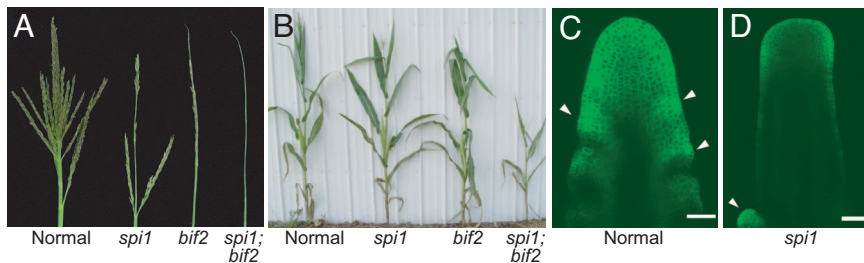 A
Normal
spi1
bif2
spi1;
bif2
B
Normal
spi1
bif2
spi1;
bif2
C
Normal
D
spi1